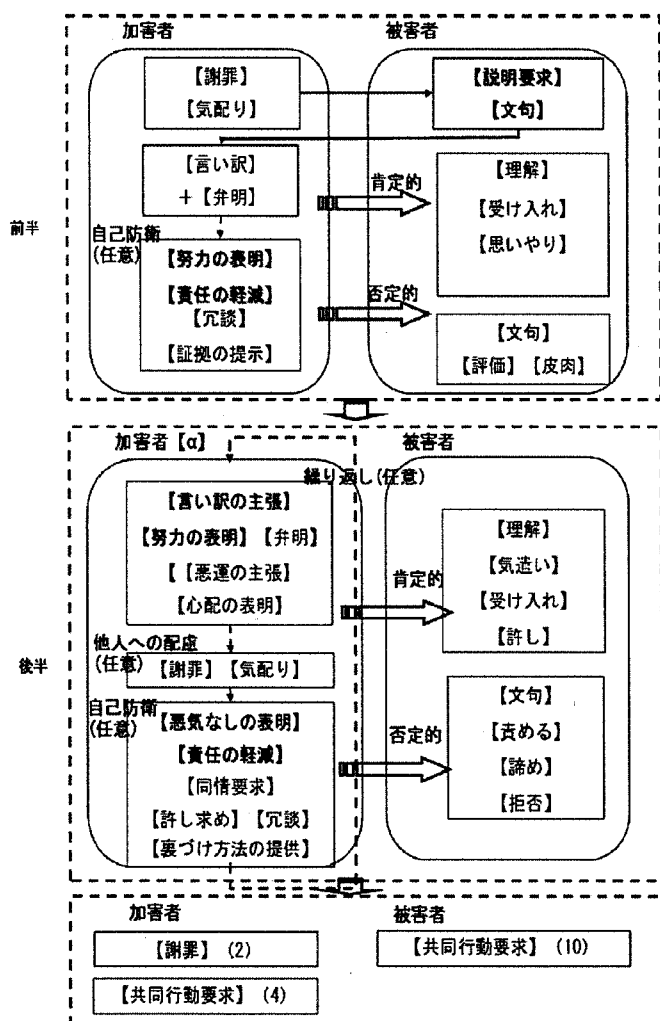 加害者
被害者
【謝罪】
【気配り】
【説明要求】
【文句】
【言い訳】
+【弁明】
肯定的
【理解】
【受け入れ】
【思いやり】
前半
自己防衛
(任意)
【努力の表明】
【責任の軽減】
【冗談】
【証拠の提示】
否定的
【文句】
【評価】【皮肉】
加害者【α】
被害者
繰り返し(任意)
【言い訳の主張】
【努力の表明】【弁明】
【【悪運の主張】
【心配の表明】
肯定的
【理解】
【気遣い】
【受け入れ】
【許し】
後半
他人への配慮
(任意)
【謝罪】【気配り】
自己防衛
(任意)
【悪気なしの表明】
【責任の軽減】
【同情要求】
【許し求め】【冗談】
【裏づけ方法の提供】
否定的
【文句】
【責める】
【諦め】
【拒否】
加害者
被害者
【謝罪】(2)
【共同行動要求】(10)
【共同行動要求】(4)